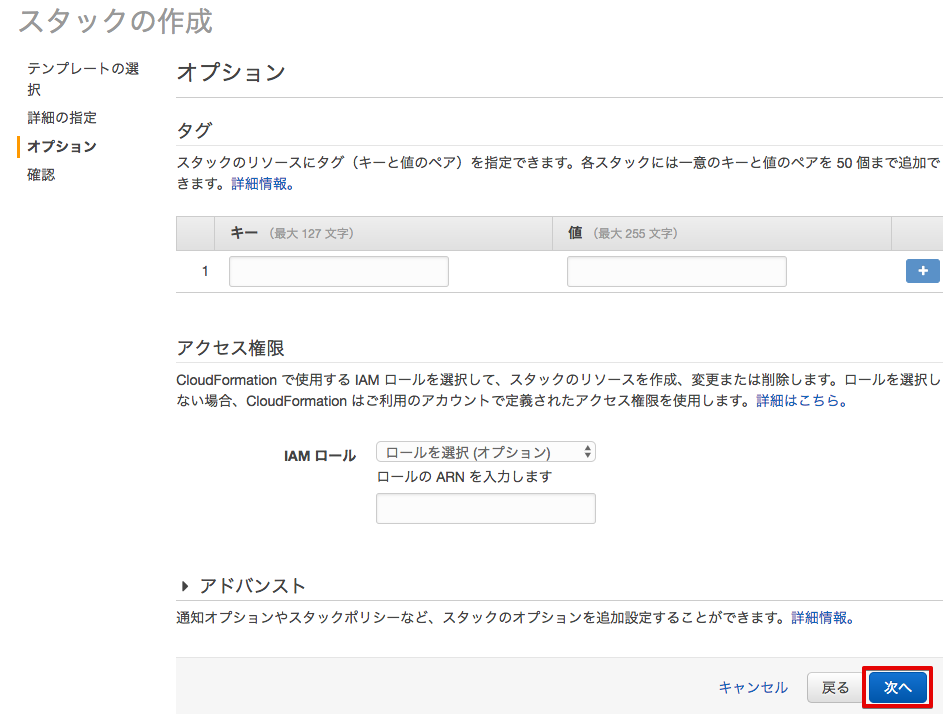 スタックの作成
テンプレートの選
択
詳細の指定
オプション
確認
オプション
タグ
スタックのリソースにタグ（キーと値のペア）を指定できます。各スタックには一意のキーと値のペアを 50 個まで追加で
きます。詳細情報。
キー （最大 127 文字） 値 （最大 255 文字）
1 +
アクセス権限
CloudFormation で使用する IAM ロールを選択して、スタックのリソースを作成、変更または削除します。ロールを選択し
ない場合、CloudFormation はご利用のアカウントで定義されたアクセス権限を使用します。詳細はこちら。
IAM ロール ロールを選択 (オプション)
ロールの ARN を入力します
アドバンスト
通知オプションやスタックポリシーなど、スタックのオプションを追加設定することができます。詳細情報。
キャンセル 戻る 次へ